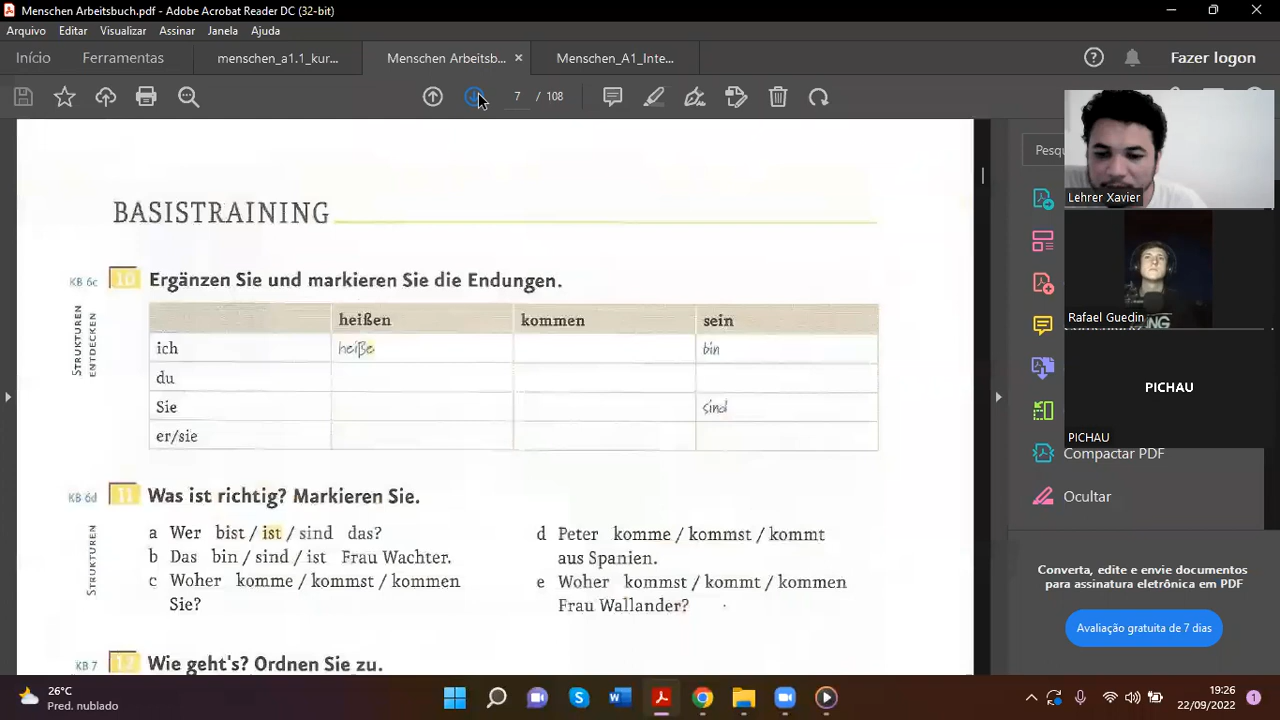 Menschen Arbeitsbuch.pdf - Adobe Acrobat Reader DC (32-bit)
Arquivo Editar Visualizar Assinar Janela Ajuda
Início Ferramentas menschen_a1.1_kur... Menschen Arbeitsb... × Menschen_A1_Inte... Fazer logon
7 / 108
Lehrer Xavier
Rafael Guedin
PICHAU
PICHAU
Compactar PDF
Ocultar
Converta, edite e envie documentos
para assinatura eletrônica em PDF
Avaliação gratuita de 7 dias
BASISTRAINING
KB 6c 10 Ergänzen Sie und markieren Sie die Endungen.
STRUKTUREN
ENTDECKEN
heißen kommen sein
ich heiße bin
du
Sie sind
er/sie
KB 6d 11 Was ist richtig? Markieren Sie.
STRUKTUREN
a Wer bist / ist / sind das?
b Das bin / sind / ist Frau Wachter.
c Woher komme / kommst / kommen
Sie?
d Peter komme / kommst / kommt
aus Spanien.
e Woher kommst / kommt / kommen
Frau Wallander?
KB 7 12 Wie geht's? Ordnen Sie zu.
26°C
Pred. nublado
19:26
22/09/2022
1